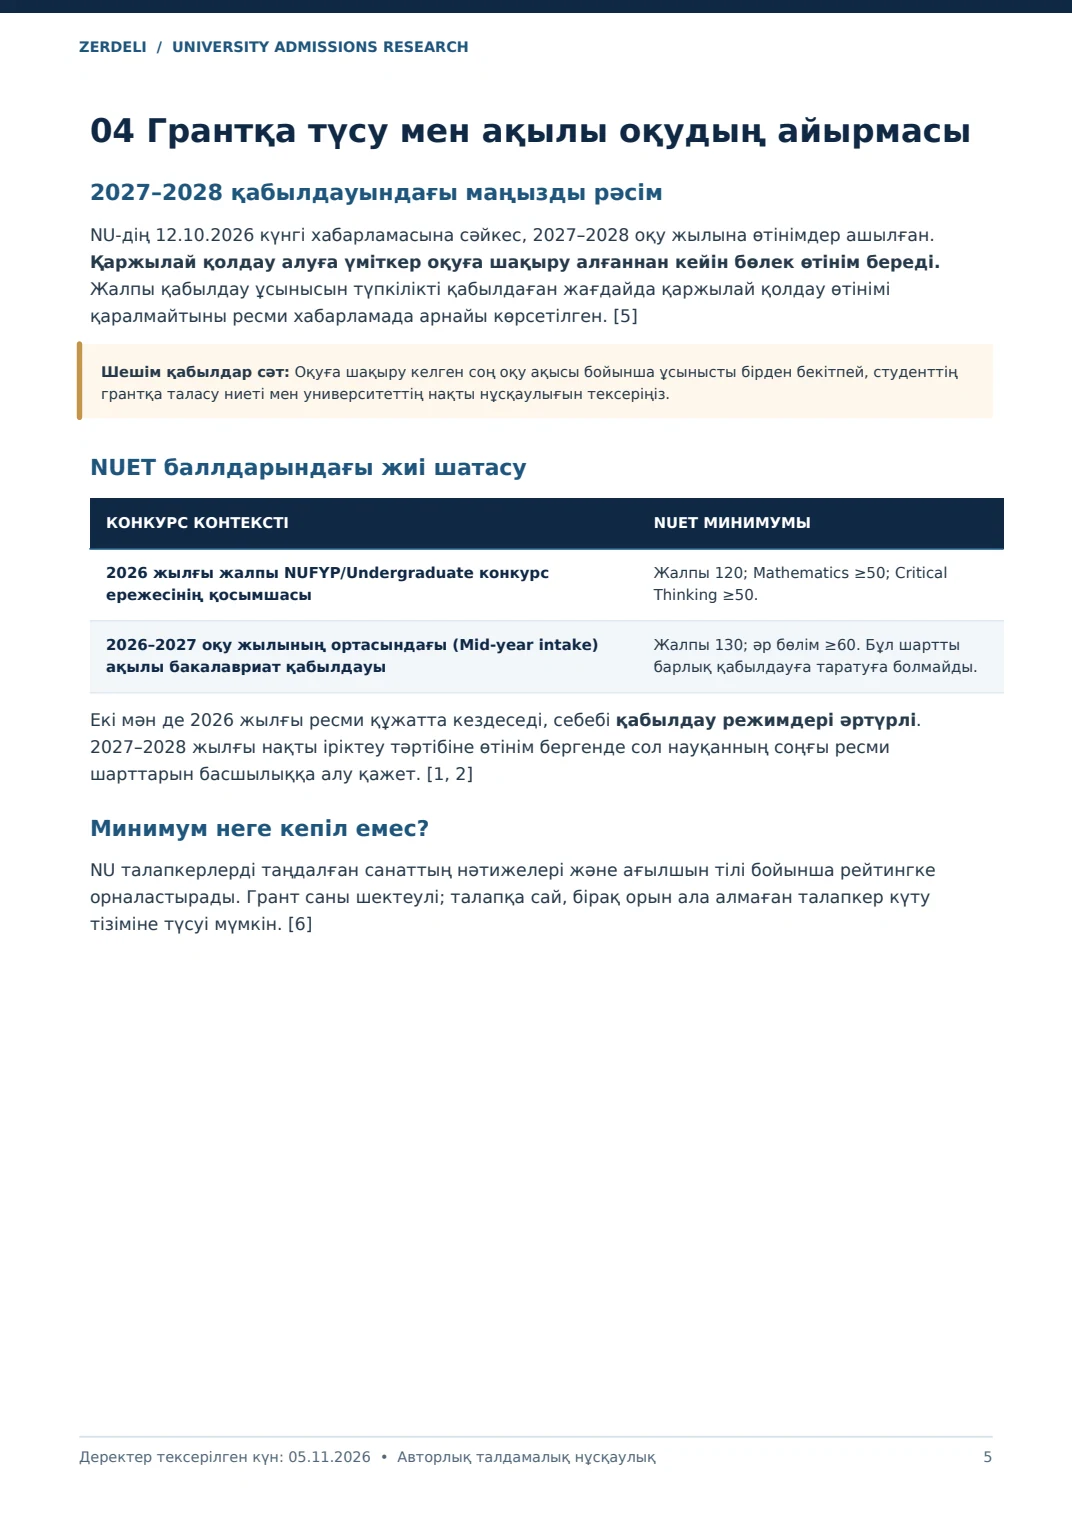 ZERDELI / UNIVERSITY ADMISSIONS RESEARCH
04 Грантқа түсу мен ақылы оқудың айырмасы
2027–2028 қабылдауындағы маңызды рәсім
NU-дің 12.10.2026 күнгі хабарламасына сәйкес, 2027–2028 оқу жылына өтінімдер ашылған.
Қаржылай қолдау алуға үміткер оқуға шақыру алғаннан кейін бөлек өтінім береді.
Жалпы қабылдау ұсынысын түпкілікті қабылдаған жағдайда қаржылай қолдау өтінімі
қаралмайтыны ресми хабарламада арнайы көрсетілген. [5]
Шешім қабылдар сәт: Оқуға шақыру келген соң оқу ақысы бойынша ұсынысты бірден бекітпей, студенттің
грантқа таласу ниеті мен университеттің нақты нұсқаулығын тексеріңіз.
NUET баллдарындағы жиі шатасу
КОНКУРС КОНТЕКСТІ
NUET МИНИМУМЫ
2026 жылғы жалпы NUFYP/Undergraduate конкурс
ережесінің қосымшасы
Жалпы 120; Mathematics ≥50; Critical
Thinking ≥50.
2026–2027 оқу жылының ортасындағы (Mid-year intake)
ақылы бакалавриат қабылдауы
Жалпы 130; әр бөлім ≥60. Бұл шартты
барлық қабылдауға таратуға болмайды.
Екі мән де 2026 жылғы ресми құжатта кездеседі, себебі қабылдау режимдері әртүрлі.
2027–2028 жылғы нақты іріктеу тәртібіне өтінім бергенде сол науқанның соңғы ресми
шарттарын басшылыққа алу қажет. [1, 2]
Минимум неге кепіл емес?
NU талапкерлерді таңдалған санаттың нәтижелері және ағылшын тілі бойынша рейтингке
орналастырады. Грант саны шектеулі; талапқа сай, бірақ орын ала алмаған талапкер күту
тізіміне түсуі мүмкін. [6]
Деректер тексерілген күн: 05.11.2026 • Авторлық талдамалық нұсқаулық
5